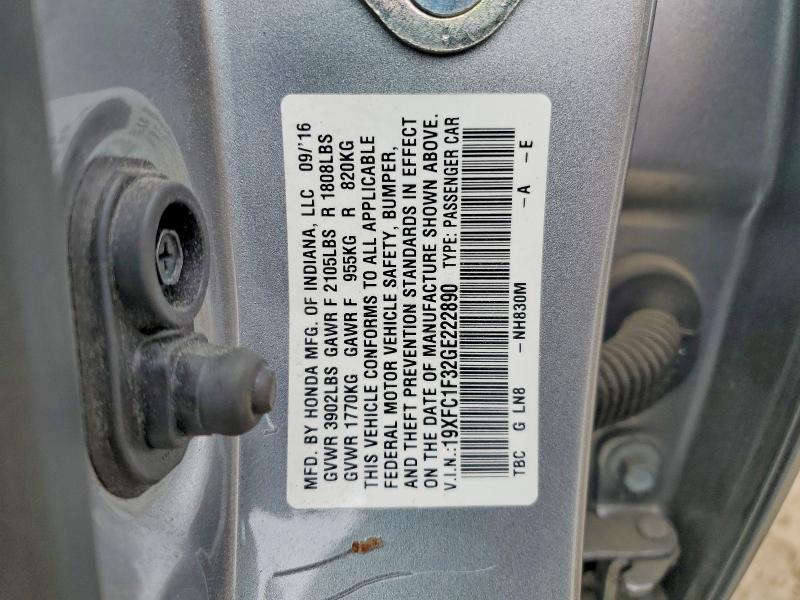 MFD. BY HONDA MFG. OF INDIANA, LLC 09/'16
GVWR 3902LBS GAWR F 2105LBS R 1808LBS
GVWR 1770KG GAWR F 955KG R 820KG
THIS VEHICLE CONFORMS TO ALL APPLICABLE
FEDERAL MOTOR VEHICLE SAFETY, BUMPER,
AND THEFT PREVENTION STANDARDS IN EFFECT
ON THE DATE OF MANUFACTURE SHOWN ABOVE.
V.I.N.:19XFC1F32GE222890 TYPE: PASSENGER CAR
TBC G LN8 -NH830M -A -E